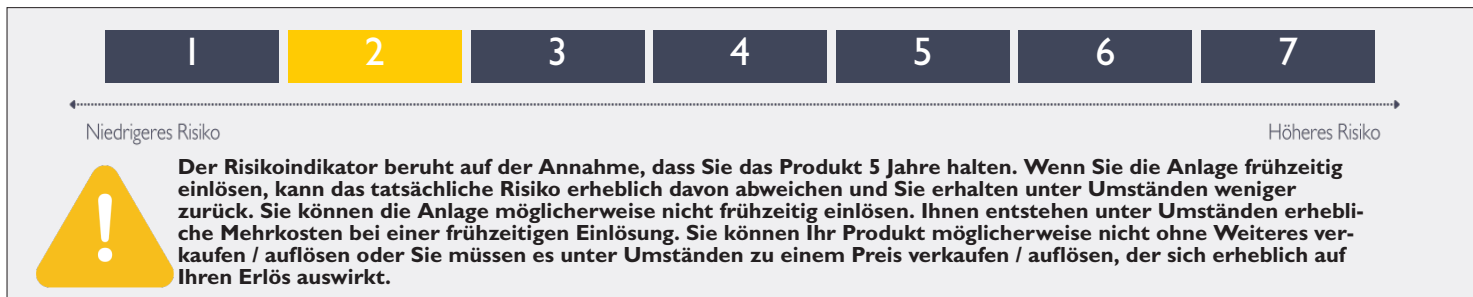 1 2 3 4 5 6 7
Niedrigeres Risiko Höheres Risiko
Der Risikoindikator beruht auf der Annahme, dass Sie das Produkt 5 Jahre halten. Wenn Sie die Anlage frühzeitig
einlösen, kann das tatsächliche Risiko erheblich davon abweichen und Sie erhalten unter Umständen weniger
zurück. Sie können die Anlage möglicherweise nicht frühzeitig einlösen. Ihnen entstehen unter Umständen erhebli-
che Mehrkosten bei einer frühzeitigen Einlösung. Sie können Ihr Produkt möglicherweise nicht ohne Weiteres ver-
kaufen / auflösen oder Sie müssen es unter Umständen zu einem Preis verkaufen / auflösen, der sich erheblich auf
Ihren Erlös auswirkt.